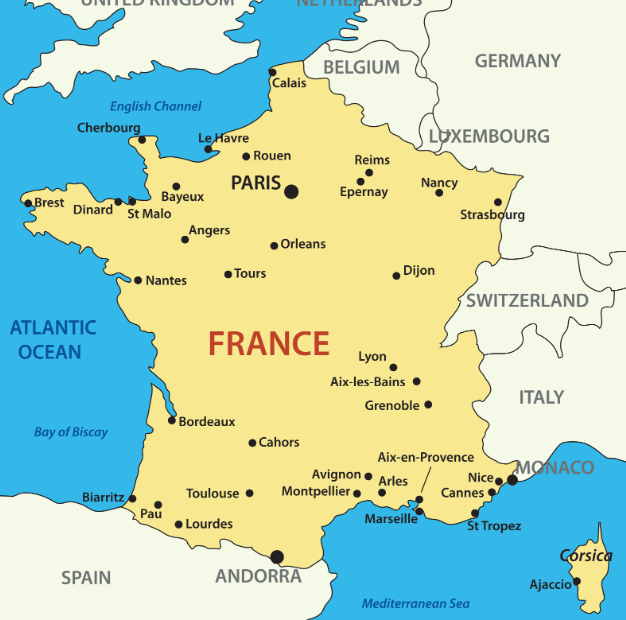 UNITED KINGDOM
NETHERLANDS
GERMANY
BELGIUM
Calais
English Channel
Cherbourg
LUXEMBOURG
Le Havre
Rouen
Reims
PARIS
Epernay
Nancy
Bayeux
Brest
Dinard
St Malo
Strasbourg
Angers
Orleans
Tours
Dijon
Nantes
SWITZERLAND
ATLANTIC
OCEAN
FRANCE
Lyon
Aix-les-Bains
ITALY
Grenoble
Bordeaux
Bay of Biscay
Cahors
Aix-en-Provence
MONACO
Avignon
Arles
Nice
Biarritz
Toulouse
Montpellier
Cannes
Pau
Marseille
Lourdes
St Tropez
Corsica
SPAIN
ANDORRA
Ajaccio
Mediterranean Sea